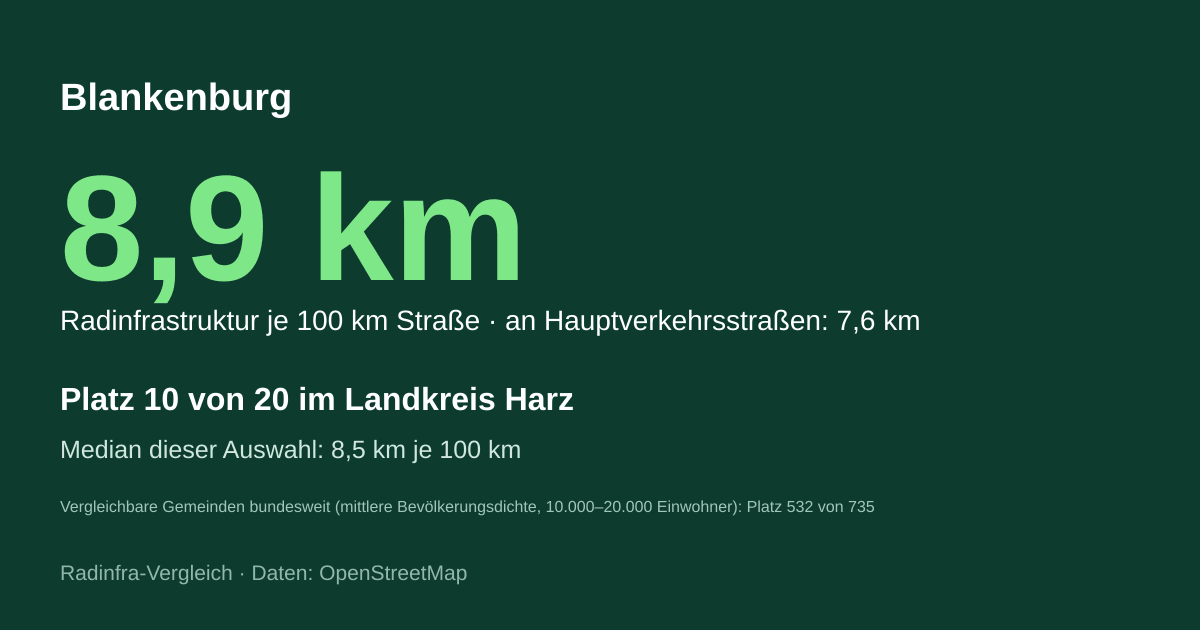 Blankenburg
8,9 km
Radinfrastruktur je 100 km Straße · an Hauptverkehrsstraßen: 7,6 km
Platz 10 von 20 im Landkreis Harz
Median dieser Auswahl: 8,5 km je 100 km
Vergleichbare Gemeinden bundesweit (mittlere Bevölkerungsdichte, 10.000–20.000 Einwohner): Platz 532 von 735
Radinfra-Vergleich · Daten: OpenStreetMap